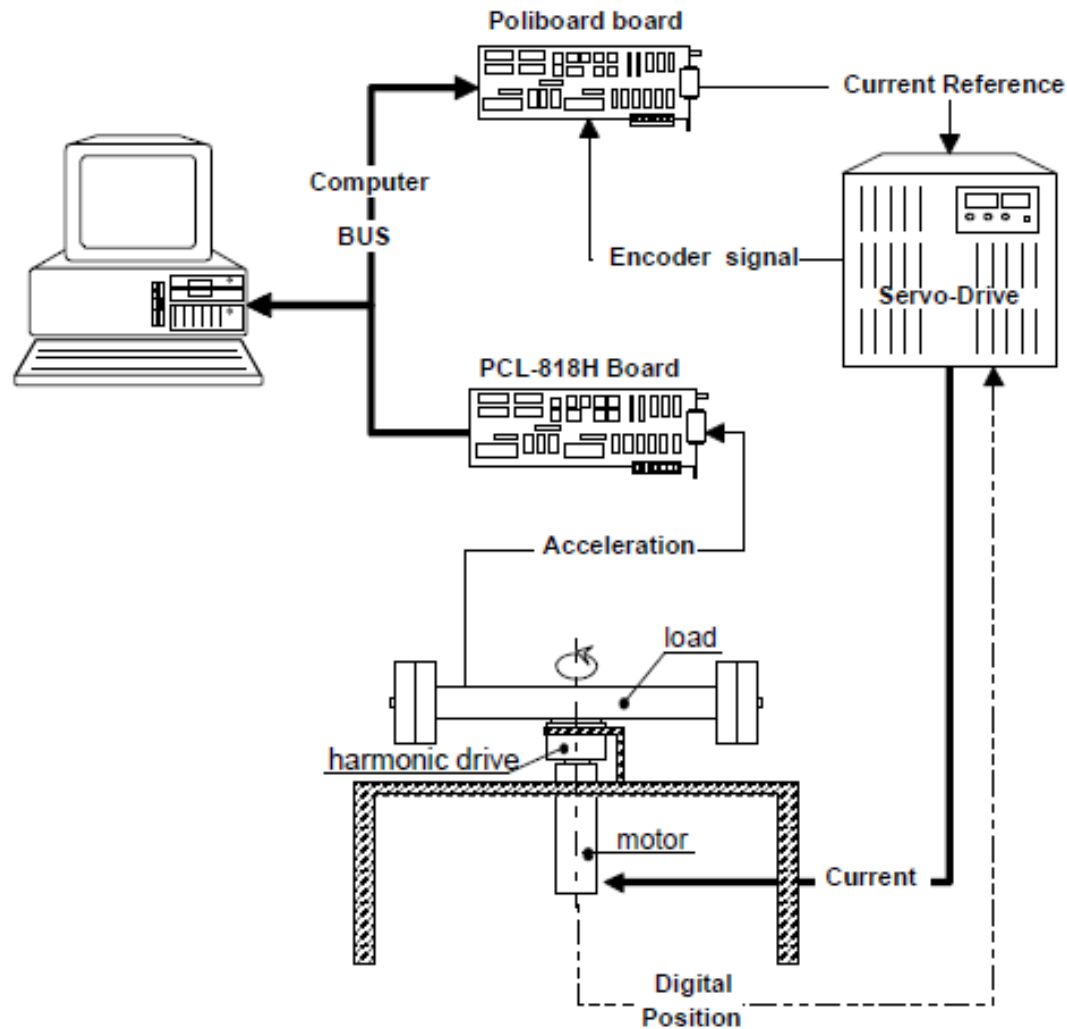 Poliboard board
Current Reference
Computer
BUS
Encoder signal
Servo-Drive
PCL-818H Board
Acceleration
load
harmonic drive
motor
Current
Digital
Position